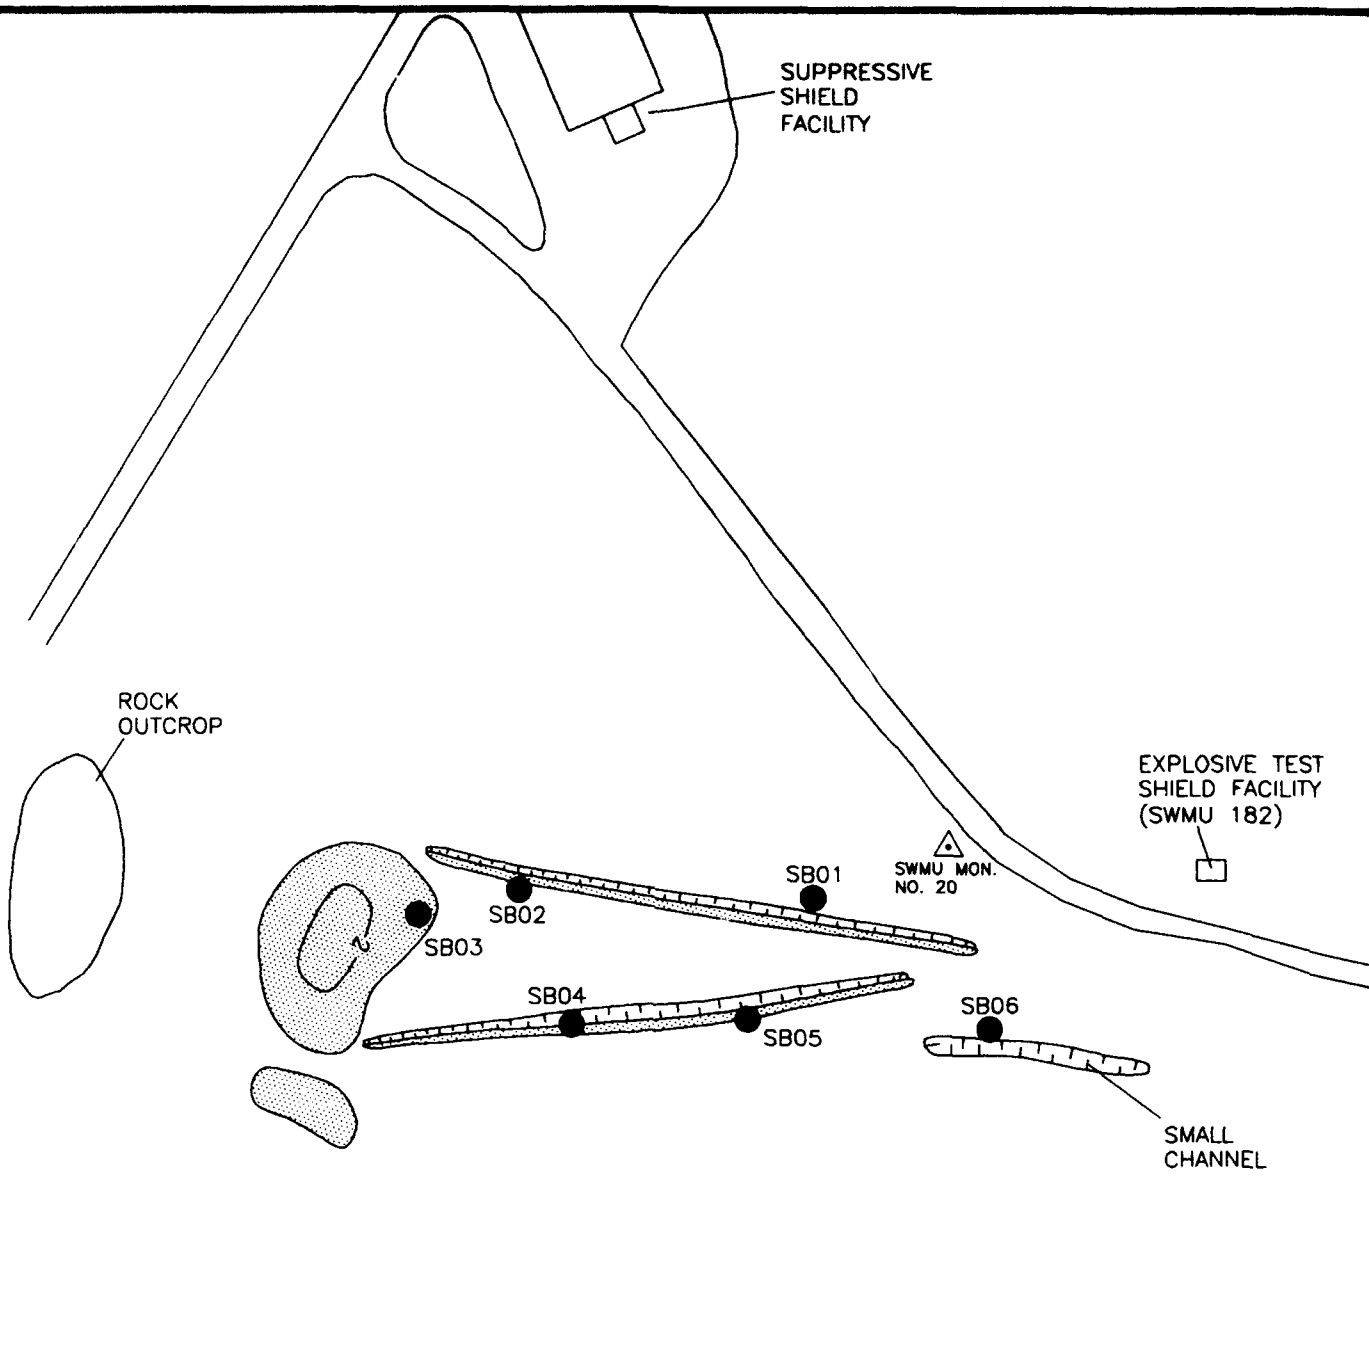 SUPPRESSIVE
SHIELD
FACILITY
ROCK
OUTCROP
EXPLOSIVE TEST
SHIELD FACILITY
(SWMU 182)
SWMU MON.
NO. 20
SB01
SB02
SB03
2
SB04
SB05
SB06
SMALL
CHANNEL